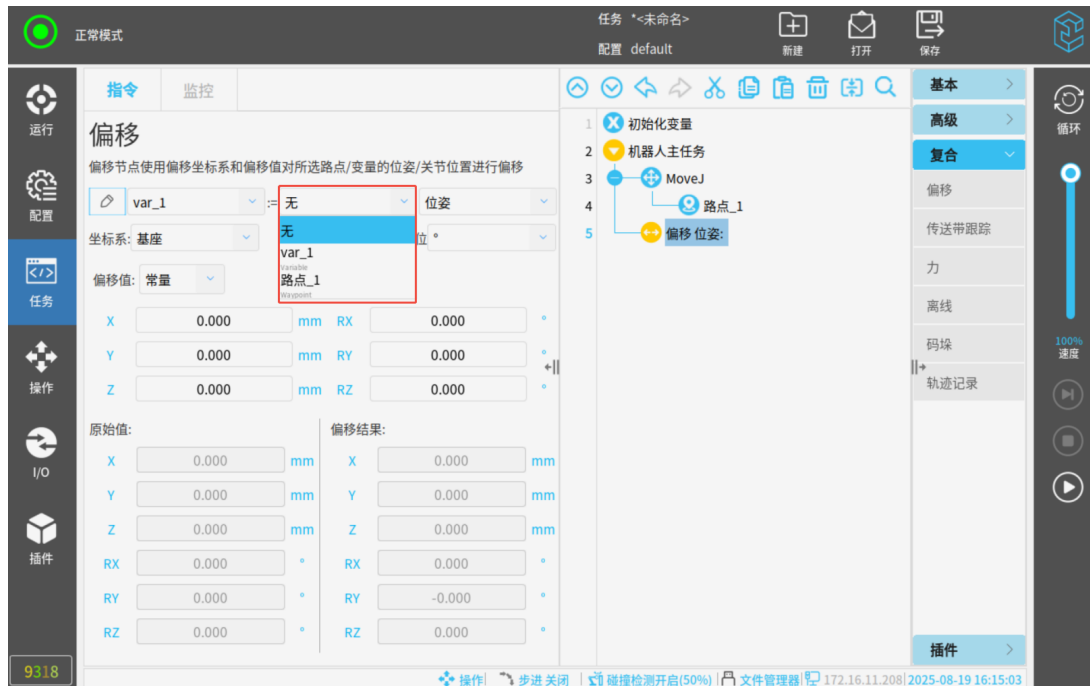 正常模式
任务 *<未命名>
配置 default
新建
打开
保存
运行
配置
任务
操作
I/O
插件
9318
指令
监控
偏移
偏移节点使用偏移坐标系和偏移值对所选路点/变量的位姿/关节位置进行偏移
var_1 := 无 位姿
坐标系: 基座 位 °
无
var_1
Variable
路点_1
Waypoint
偏移值: 常量
X 0.000 mm RX 0.000 °
Y 0.000 mm RY 0.000 °
Z 0.000 mm RZ 0.000 °
原始值: 偏移结果:
X 0.000 mm X 0.000 mm
Y 0.000 mm Y 0.000 mm
Z 0.000 mm Z 0.000 mm
RX 0.000 ° RX 0.000 °
RY 0.000 ° RY -0.000 °
RZ 0.000 ° RZ 0.000 °
1 初始化变量
2 机器人主任务
3 MoveJ
4 路点_1
5 偏移 位姿:
基本
高级
复合
偏移
传送带跟踪
力
离线
码垛
轨迹记录
插件
循环
100%
速度
操作 步进 关闭 碰撞检测开启(50%) 文件管理器 172.16.11.208 2025-08-19 16:15:03